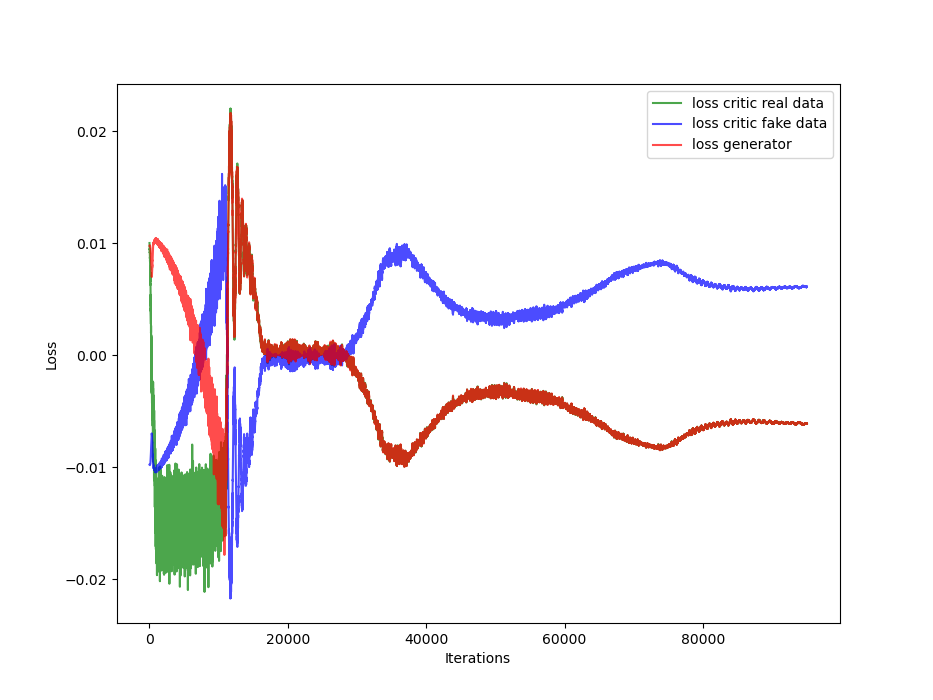 loss critic real data
loss critic fake data
loss generator
0.02
0.01
0.00
−0.01
−0.02
Loss
0
20000
40000
60000
80000
Iterations